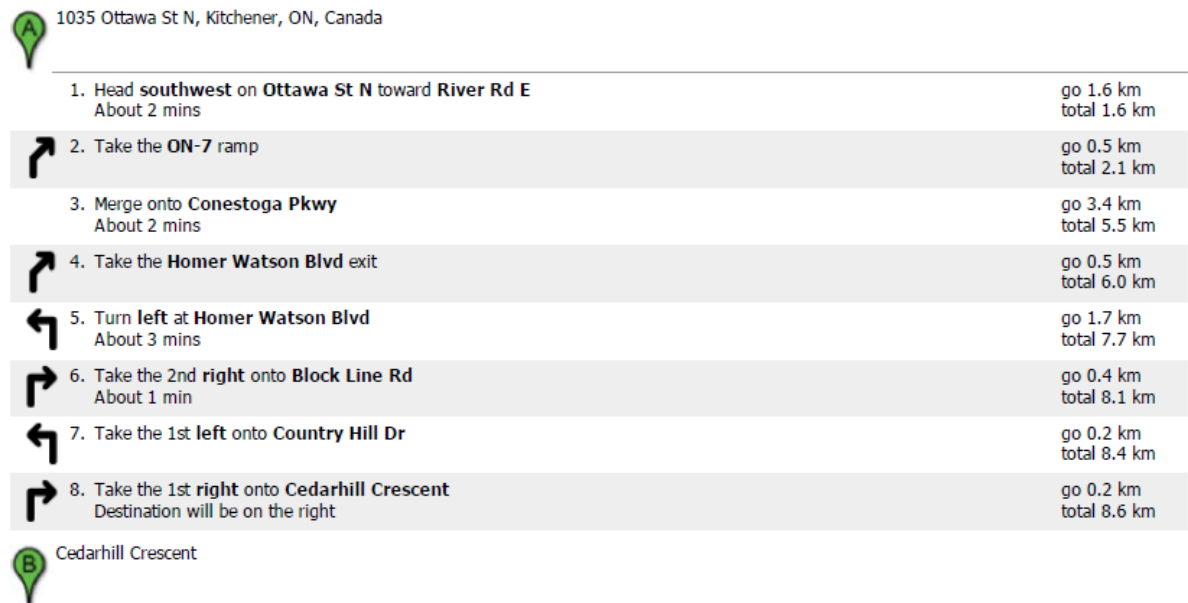 A
1035 Ottawa St N, Kitchener, ON, Canada
1. Head southwest on Ottawa St N toward River Rd E
About 2 mins
go 1.6 km
total 1.6 km
2. Take the ON-7 ramp
go 0.5 km
total 2.1 km
3. Merge onto Conestoga Pkwy
About 2 mins
go 3.4 km
total 5.5 km
4. Take the Homer Watson Blvd exit
go 0.5 km
total 6.0 km
5. Turn left at Homer Watson Blvd
About 3 mins
go 1.7 km
total 7.7 km
6. Take the 2nd right onto Block Line Rd
About 1 min
go 0.4 km
total 8.1 km
7. Take the 1st left onto Country Hill Dr
go 0.2 km
total 8.4 km
8. Take the 1st right onto Cedarhill Crescent
Destination will be on the right
go 0.2 km
total 8.6 km
B
Cedarhill Crescent